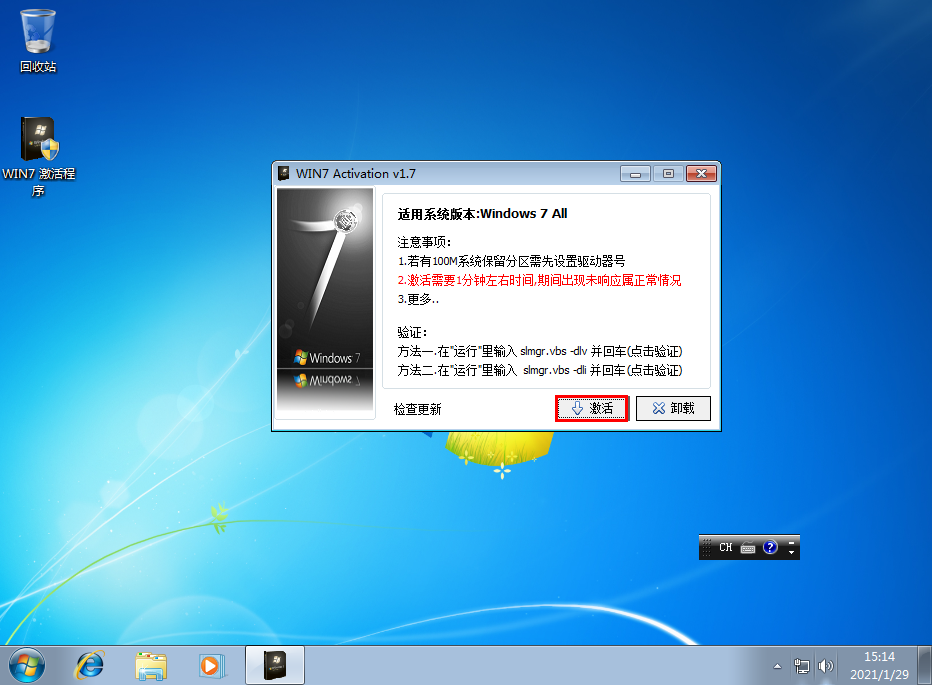 回收站
WIN7 激活程
序
WIN7 Activation v1.7
适用系统版本:Windows 7 All
注意事项:
1.若有100M系统保留分区需先设置驱动器号
2.激活需要1分钟左右时间,期间出现未响应属正常情况
3.更多..
验证:
方法一.在"运行"里输入 slmgr.vbs -dlv 并回车(点击验证)
方法二.在"运行"里输入 slmgr.vbs -dli 并回车(点击验证)
Windows 7
检查更新
激活
卸载
CH
15:14
2021/1/29